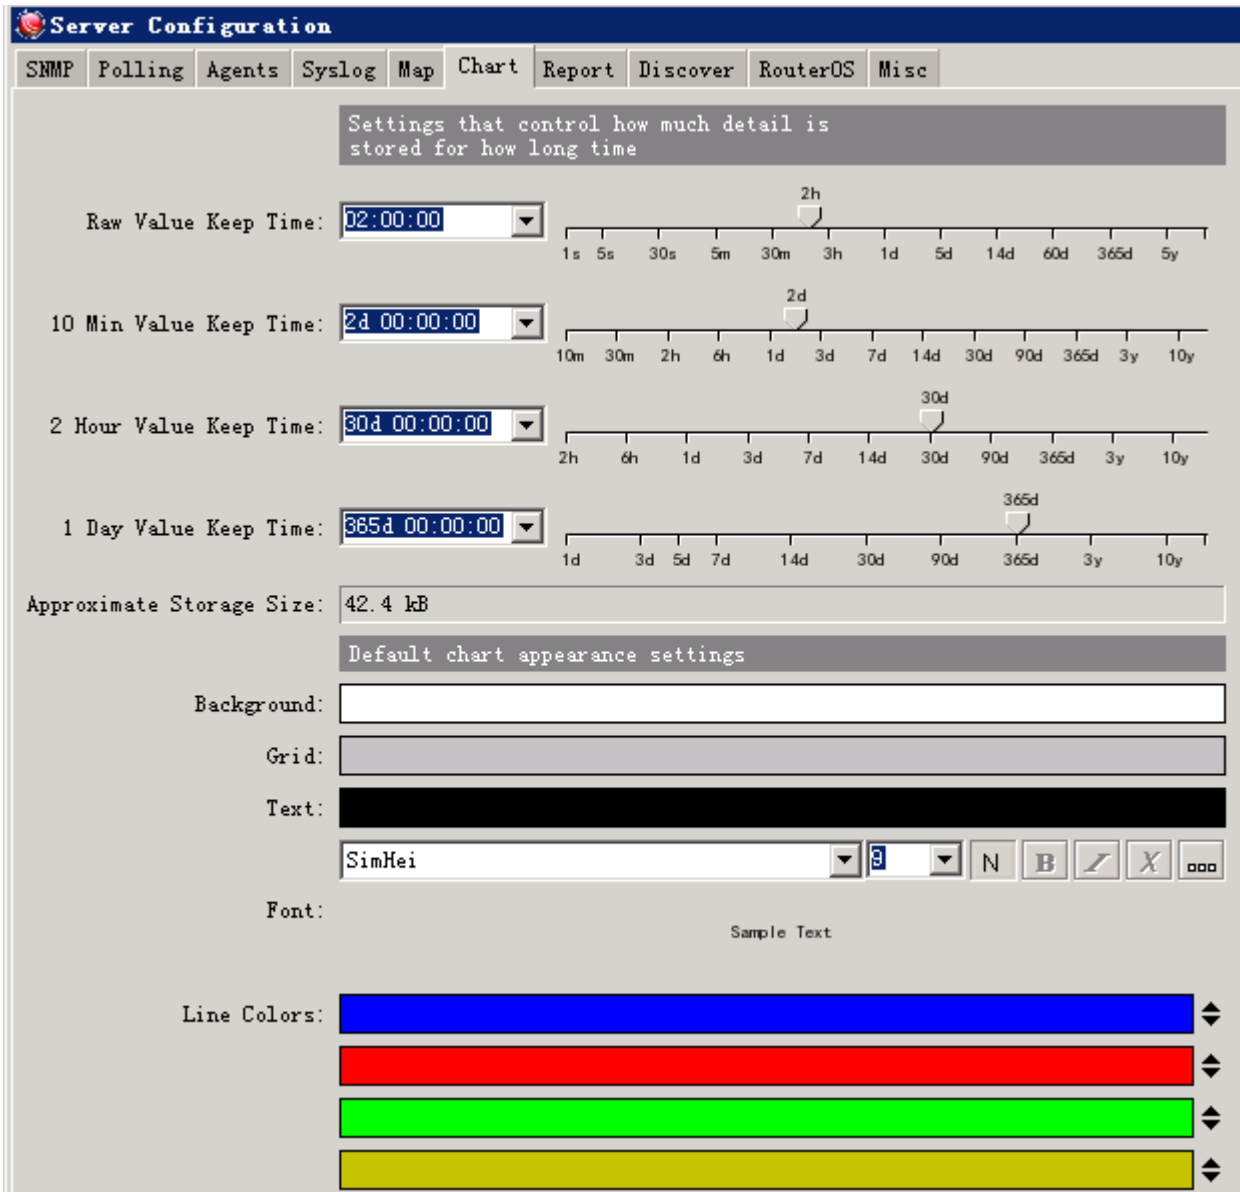 Server Configuration
SNMP Polling Agents Syslog Map Chart Report Discover RouterOS Misc
Settings that control how much detail is
stored for how long time
2h
Raw Value Keep Time: 02:00:00
1s 5s 30s 5m 30m 3h 1d 5d 14d 60d 365d 5y
2d
10 Min Value Keep Time: 2d 00:00:00
10m 30m 2h 6h 1d 3d 7d 14d 30d 90d 365d 3y 10y
30d
2 Hour Value Keep Time: 30d 00:00:00
2h 6h 1d 3d 7d 14d 30d 90d 365d 3y 10y
365d
1 Day Value Keep Time: 365d 00:00:00
1d 3d 5d 7d 14d 30d 90d 365d 3y 10y
Approximate Storage Size: 42.4 kB
Default chart appearance settings
Background:
Grid:
Text:
SimHei 9 N B I X
Font:
Sample Text
Line Colors: